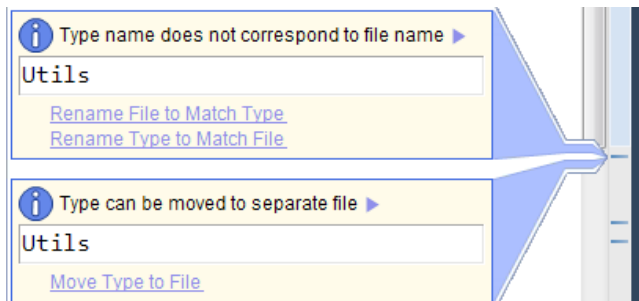 Type name does not correspond to file name
Utils
Rename File to Match Type
Rename Type to Match File
Type can be moved to separate file
Utils
Move Type to File